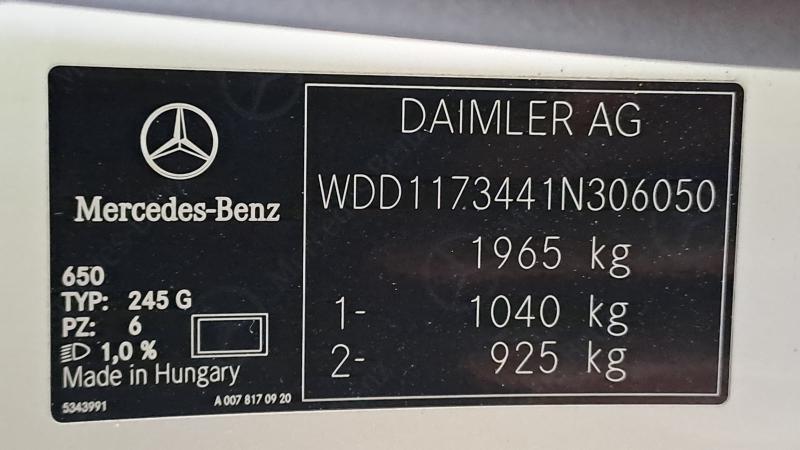 Mercedes-Benz
650
TYP: 245 G
PZ: 6
1,0 %
Made in Hungary
5343991
A 007 817 09 20
DAIMLER AG
WDD1173441N306050
1965 kg
1- 1040 kg
2- 925 kg